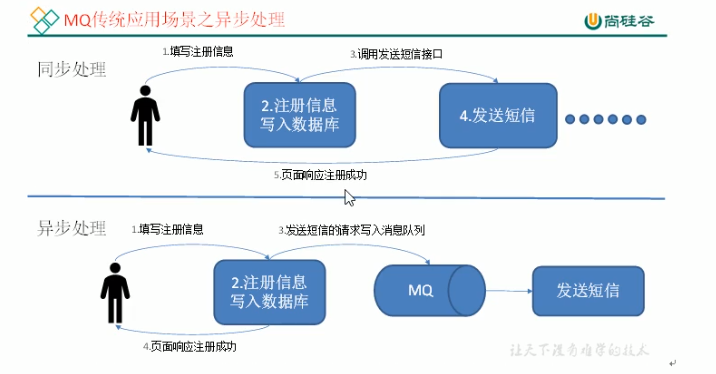 MQ传统应用场景之异步处理
尚硅谷
同步处理
1.填写注册信息
3.调用发送短信接口
2.注册信息
写入数据库
4.发送短信
5.页面响应注册成功
异步处理
1.填写注册信息
3.发送短信的请求写入消息队列
2.注册信息
写入数据库
MQ
发送短信
4.页面响应注册成功
让天下没有难学的技术